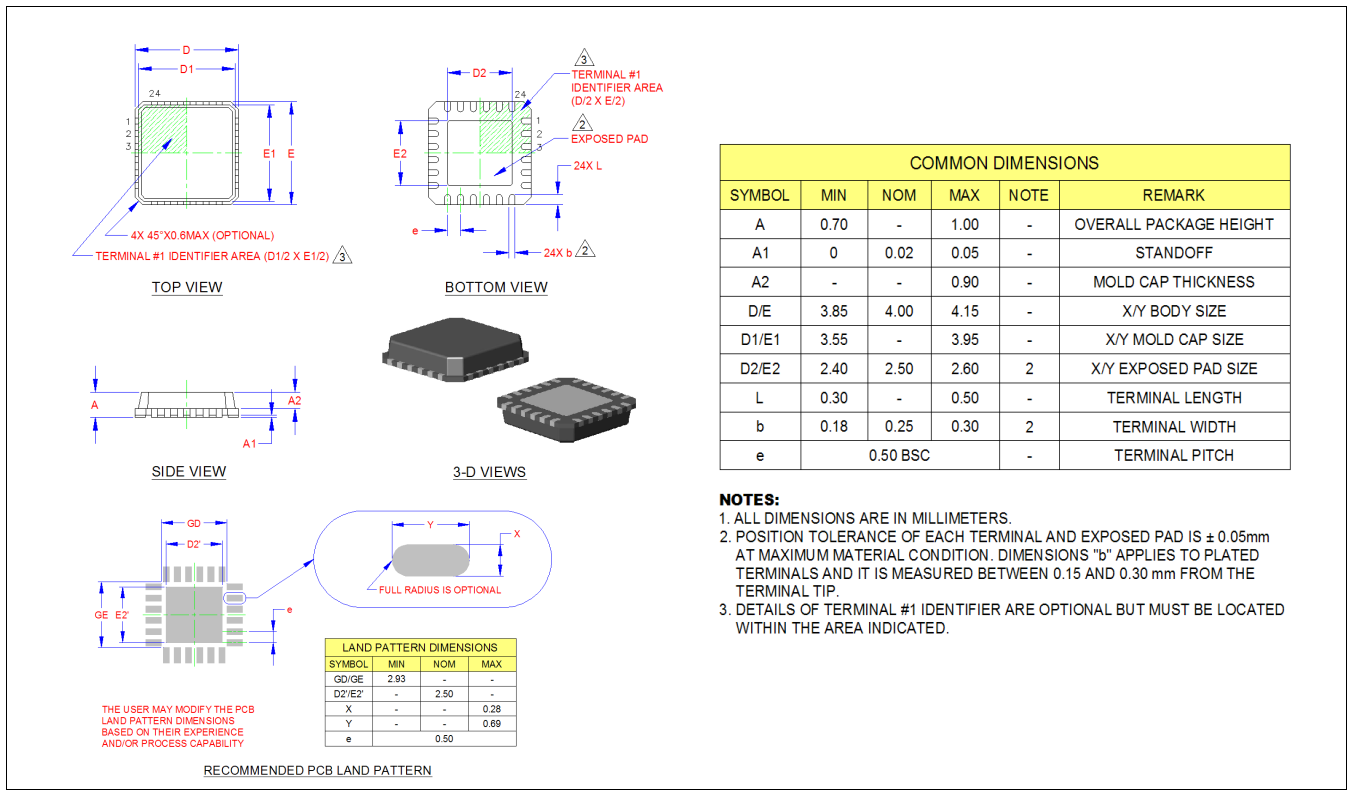 D
D1
24
1
2
3
E1
E
4X 45°X0.6MAX (OPTIONAL)
TERMINAL #1 IDENTIFIER AREA (D1/2 X E1/2) 3
TOP VIEW
D2
3
TERMINAL #1
IDENTIFIER AREA
(D/2 X E/2)
24
1
2
3
2
EXPOSED PAD
E2
24X L
e
24X b 2
BOTTOM VIEW
A
A2
A1
SIDE VIEW
3-D VIEWS
GD
D2'
GE
E2'
e
Y
X
FULL RADIUS IS OPTIONAL
LAND PATTERN DIMENSIONS
SYMBOL MIN NOM MAX
GD/GE 2.93 - -
D2'/E2' - 2.50 -
X - - 0.28
Y - - 0.69
e 0.50
THE USER MAY MODIFY THE PCB
LAND PATTERN DIMENSIONS
BASED ON THEIR EXPERIENCE
AND/OR PROCESS CAPABILITY
RECOMMENDED PCB LAND PATTERN
COMMON DIMENSIONS
SYMBOL MIN NOM MAX NOTE REMARK
A 0.70 - 1.00 - OVERALL PACKAGE HEIGHT
A1 0 0.02 0.05 - STANDOFF
A2 - - 0.90 - MOLD CAP THICKNESS
D/E 3.85 4.00 4.15 - X/Y BODY SIZE
D1/E1 3.55 - 3.95 - X/Y MOLD CAP SIZE
D2/E2 2.40 2.50 2.60 2 X/Y EXPOSED PAD SIZE
L 0.30 - 0.50 - TERMINAL LENGTH
b 0.18 0.25 0.30 2 TERMINAL WIDTH
e 0.50 BSC - TERMINAL PITCH
NOTES:
1. ALL DIMENSIONS ARE IN MILLIMETERS.
2. POSITION TOLERANCE OF EACH TERMINAL AND EXPOSED PAD IS ± 0.05mm
AT MAXIMUM MATERIAL CONDITION. DIMENSIONS "b" APPLIES TO PLATED
TERMINALS AND IT IS MEASURED BETWEEN 0.15 AND 0.30 mm FROM THE
TERMINAL TIP.
3. DETAILS OF TERMINAL #1 IDENTIFIER ARE OPTIONAL BUT MUST BE LOCATED
WITHIN THE AREA INDICATED.